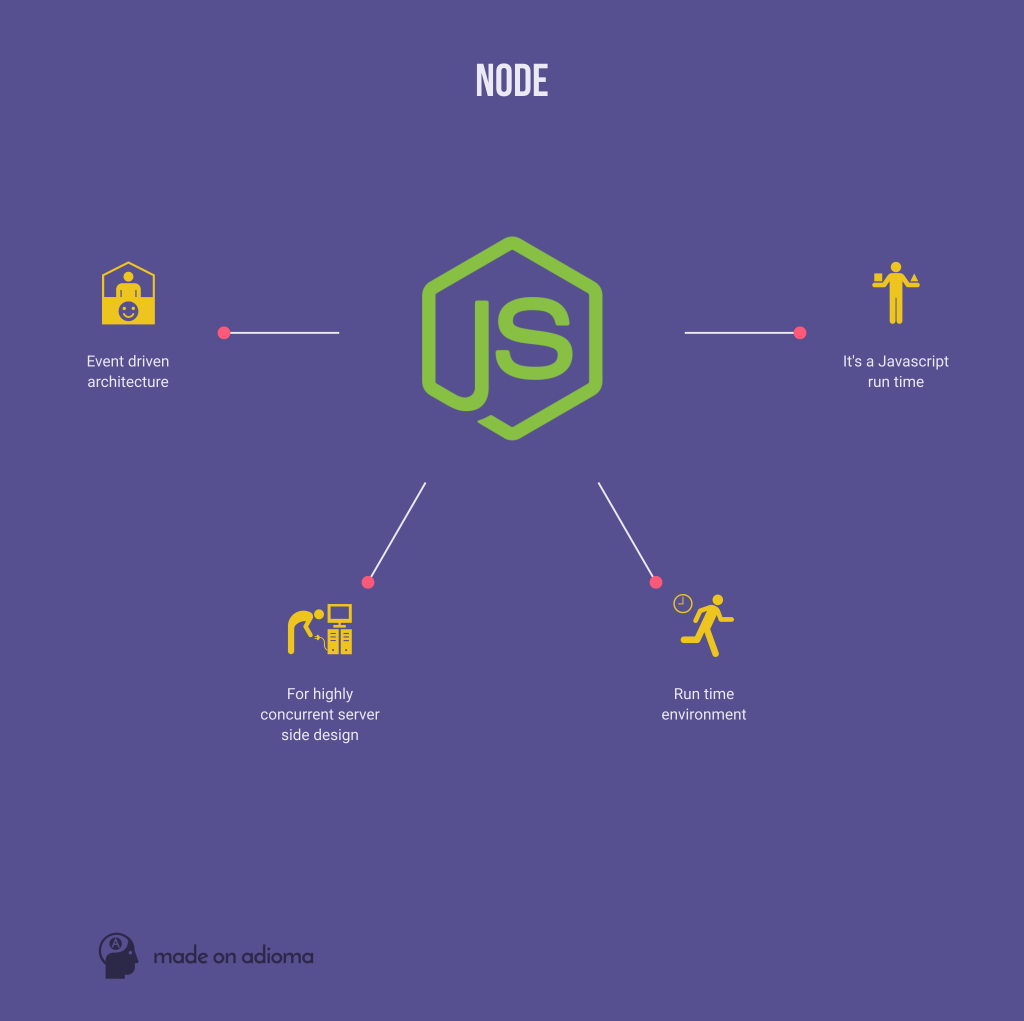 NODE
JS
Event driven
architecture
It's a Javascript
run time
For highly
concurrent server
side design
Run time
environment
A
made on adioma